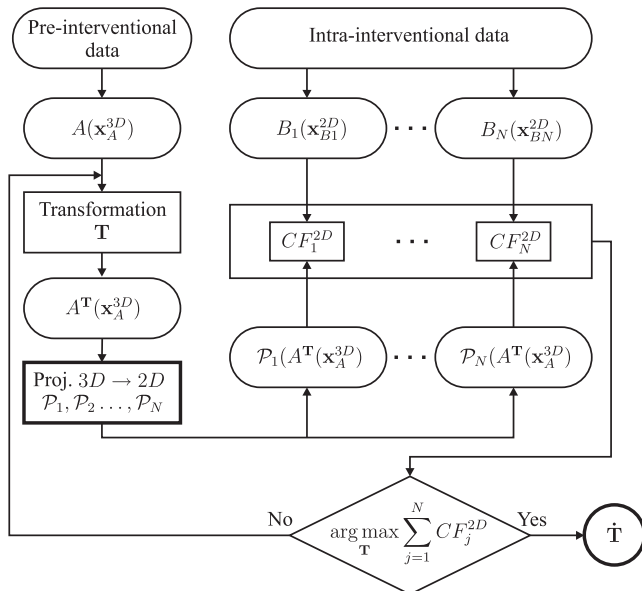 Pre-interventional
data
Intra-interventional data
A(𝐱_A^{3D})
B_1(𝐱_{B1}^{2D})
· · ·
B_N(𝐱_{BN}^{2D})
Transformation
𝐓
CF_1^{2D}
· · ·
CF_N^{2D}
A^𝐓(𝐱_A^{3D})
𝒫_1(A^𝐓(𝐱_A^{3D})
· · ·
𝒫_N(A^𝐓(𝐱_A^{3D})
Proj. 3D → 2D
𝒫_1, 𝒫_2 . . . , 𝒫_N
No
arg max_𝐓 ∑_{j=1}^{N} CF_j^{2D}
Yes
𝐓̇